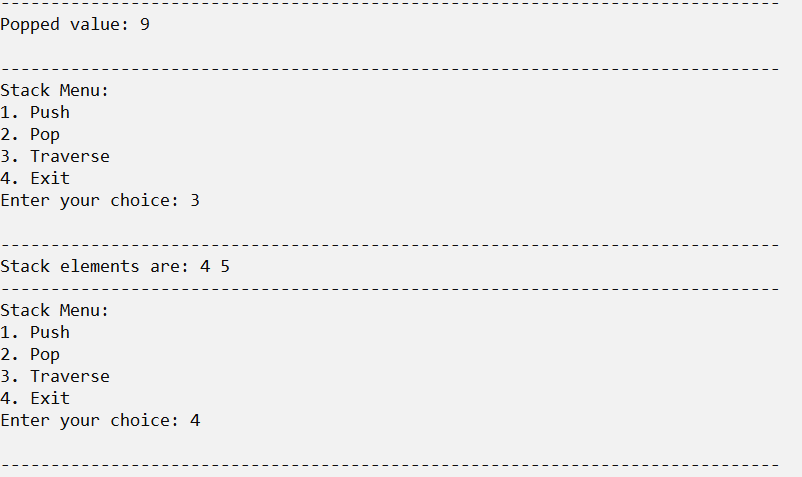 ------------------------------------------------------------------------------
Popped value: 9
------------------------------------------------------------------------------
Stack Menu:
1. Push
2. Pop
3. Traverse
4. Exit
Enter your choice: 3
------------------------------------------------------------------------------
Stack elements are: 4 5
------------------------------------------------------------------------------
Stack Menu:
1. Push
2. Pop
3. Traverse
4. Exit
Enter your choice: 4
------------------------------------------------------------------------------